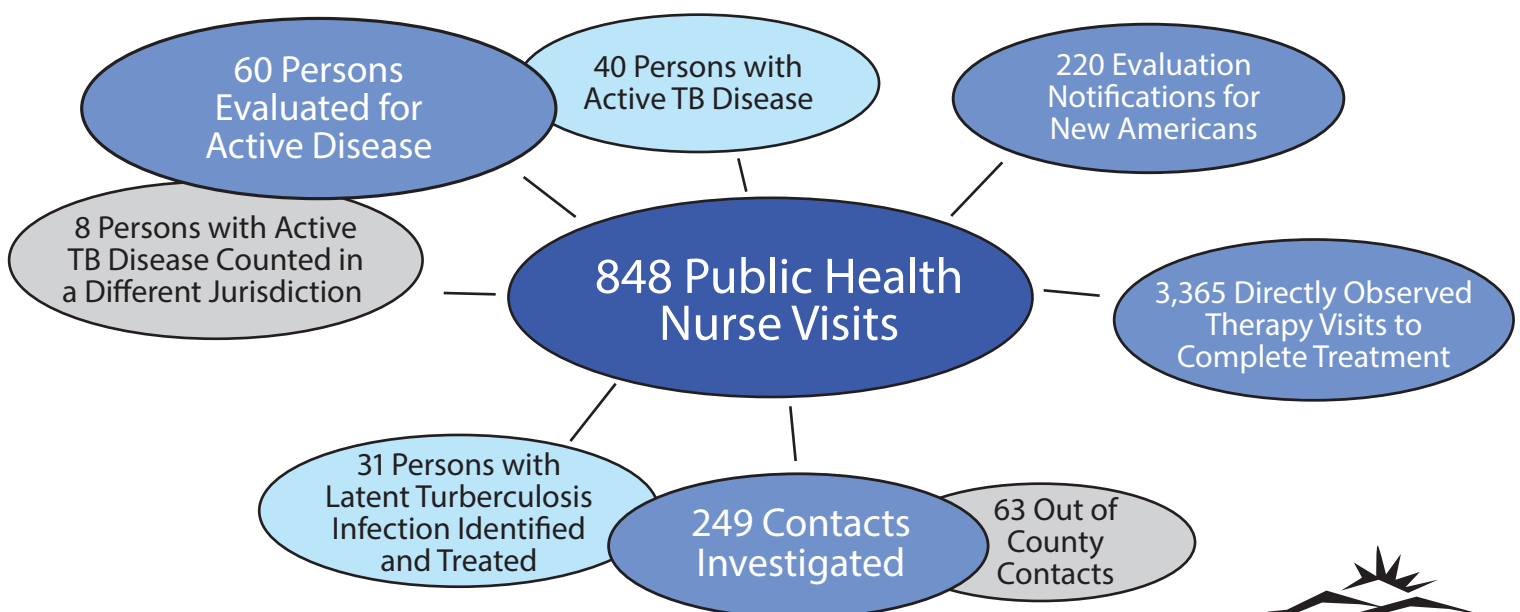 60 Persons
Evaluated for
Active Disease
40 Persons with
Active TB Disease
220 Evaluation
Notifications for
New Americans
8 Persons with Active
TB Disease Counted in
a Different Jurisdiction
848 Public Health
Nurse Visits
3,365 Directly Observed
Therapy Visits to
Complete Treatment
31 Persons with
Latent Turberculosis
Infection Identified
and Treated
249 Contacts
Investigated
63 Out of
County
Contacts